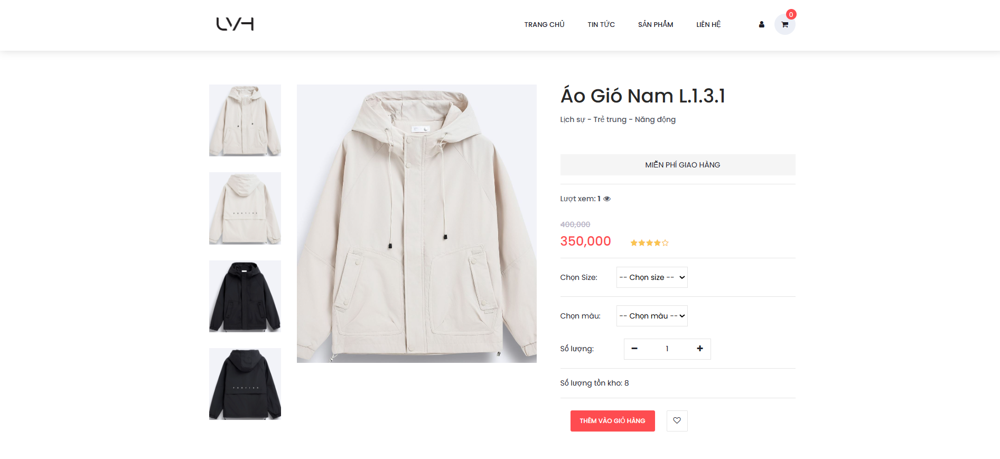 LVH
TRANG CHỦ
TIN TỨC
SẢN PHẨM
LIÊN HỆ
0
Áo Gió Nam L.1.3.1
Lịch sự - Trẻ trung - Năng động
MIỄN PHÍ GIAO HÀNG
Lượt xem: 1
400,000
350,000
Chọn Size: -- Chọn size --
Chọn màu: -- Chọn màu --
Số lượng: 1
Số lượng tồn kho: 8
THÊM VÀO GIỎ HÀNG